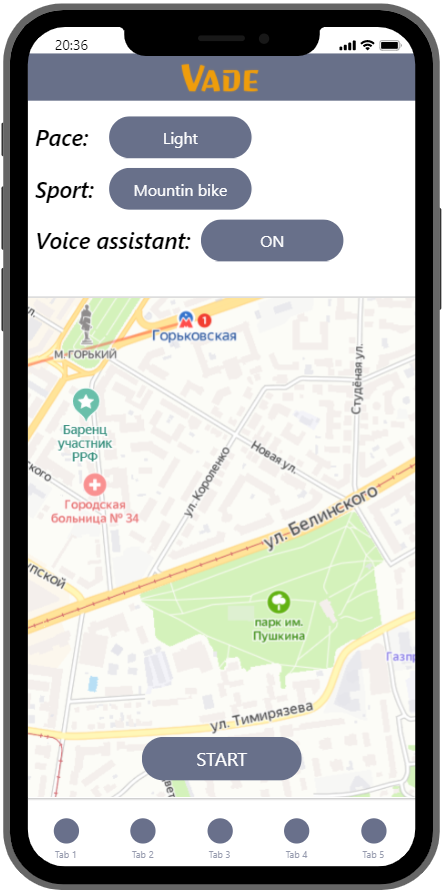 20:36
VADE
Pace:
Light
Sport:
Mountin bike
Voice assistant:
ON
1
Горьковская
М. ГОРЬКИЙ
Студёная ул.
Баренц
участник
РРФ
Новая ул.
ул. Короленко
Городская
больница № 34
ул. Белинского
парк им.
Пушкина
Газпр
ул. Тимирязева
START
Tab 1
Tab 2
Tab 3
Tab 4
Tab 5